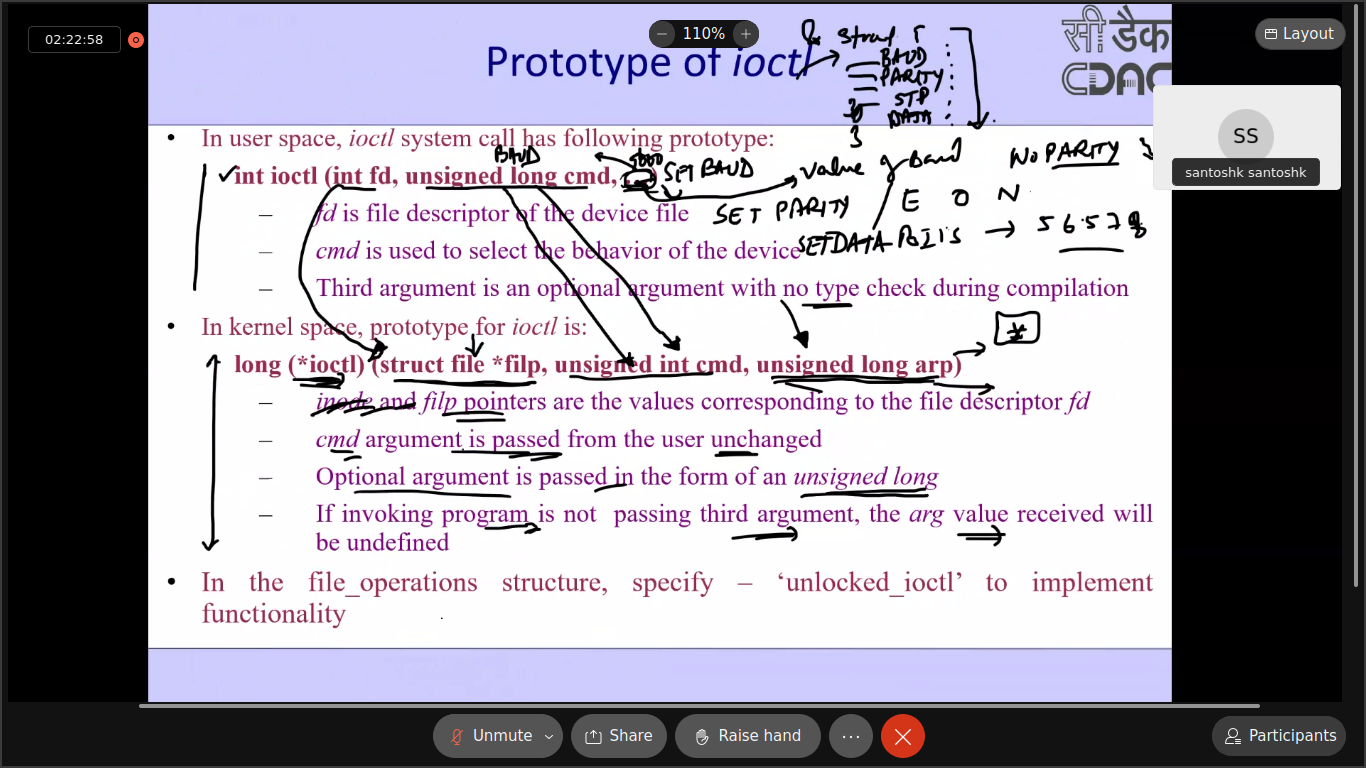 02:22:58
110%
Layout
& struct {
Prototype of ioctl
BAUD
PARITY
STP
DATA
}
सी डैक
CDAC
SS
santoshk santoshk
• In user space, ioctl system call has following prototype:
BAUD
SET BAUD
value of Baud
NO PARITY
int ioctl (int fd, unsigned long cmd, ...)
– fd is file descriptor of the device file
SET PARITY
E O N
– cmd is used to select the behavior of the device
SETDATA
5 6 7 8
– Third argument is an optional argument with no type check during compilation
• In kernel space, prototype for ioctl is:
*
long (*ioctl) (struct file *filp, unsigned int cmd, unsigned long arp)
– inode and filp pointers are the values corresponding to the file descriptor fd
– cmd argument is passed from the user unchanged
– Optional argument is passed in the form of an unsigned long
– If invoking program is not passing third argument, the arg value received will
be undefined
• In the file_operations structure, specify – ‘unlocked_ioctl’ to implement
functionality
Unmute
Share
Raise hand
Participants